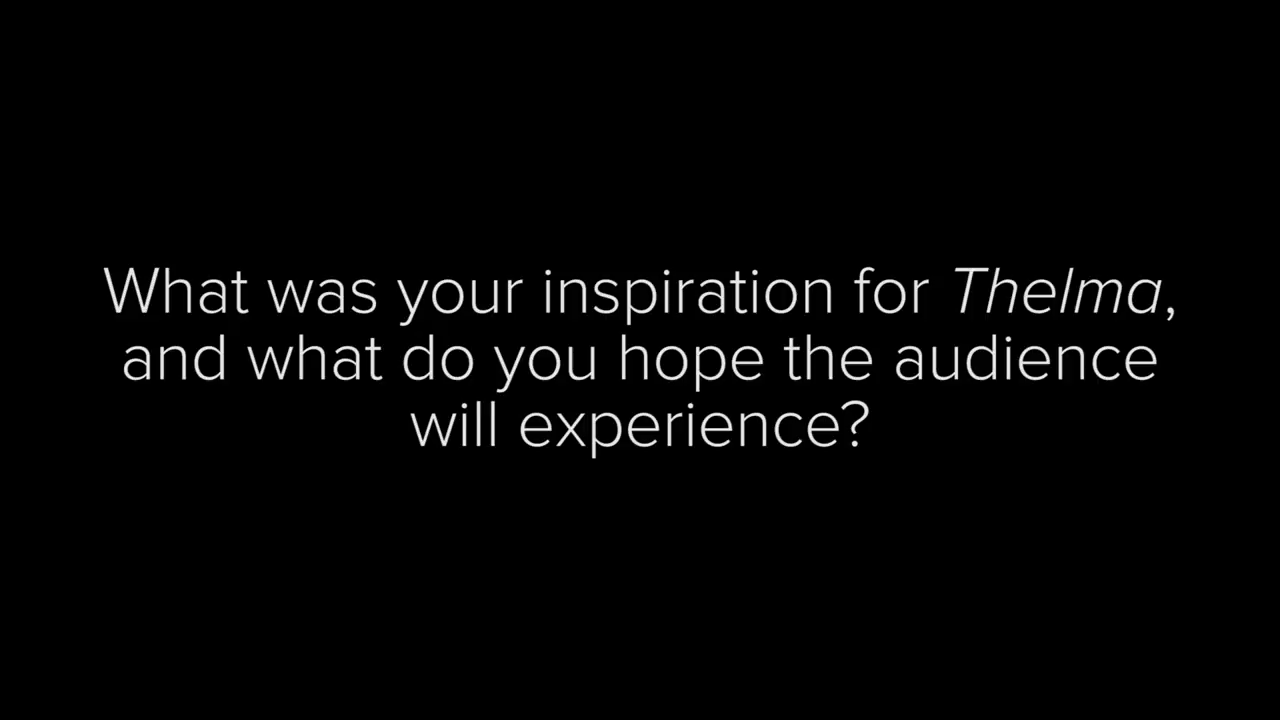 What was your inspiration for Thelma,
and what do you hope the audience
will experience?